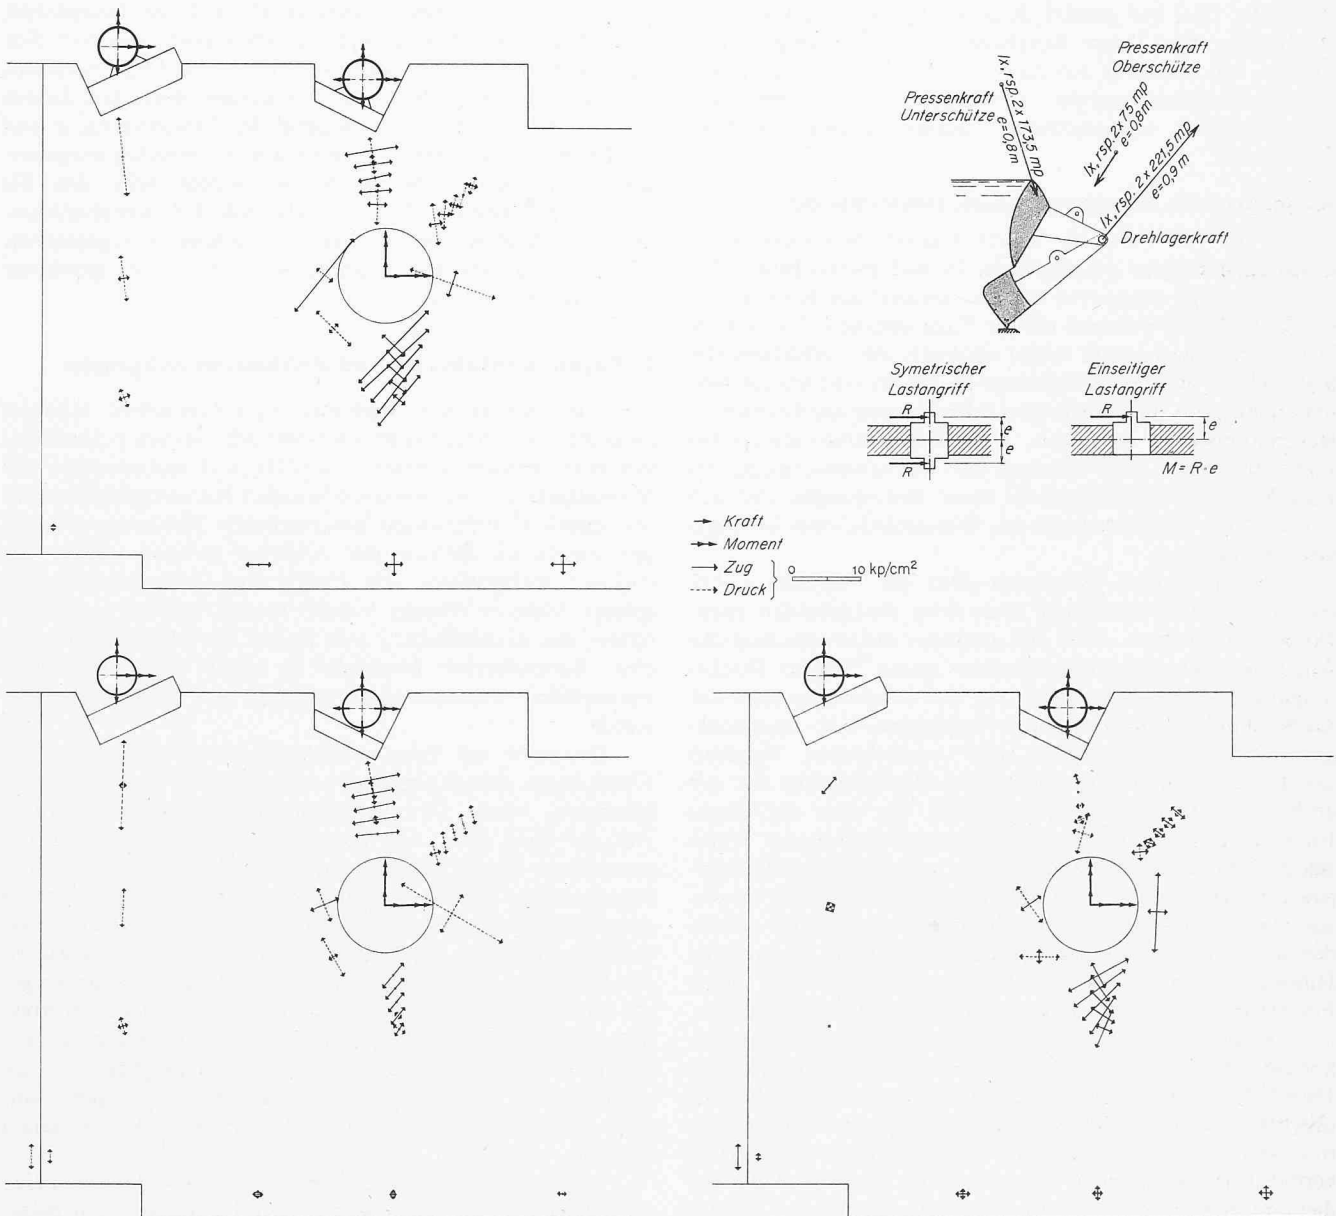 Pressenkraft
Oberschütze
Pressenkraft
Unterschütze
1x, rsp. 2x 173,5 mp
e=0,8m
1x, rsp. 2x 75 mp
e=0,8m
1x, rsp. 2x 221,5 mp
e=0,9 m
Drehlagerkraft
Symetrischer
Lastangriff
Einseitiger
Lastangriff
R
e
e
R
R
e
M = R·e
Kraft
Moment
Zug
Druck
0 10 kp/cm²